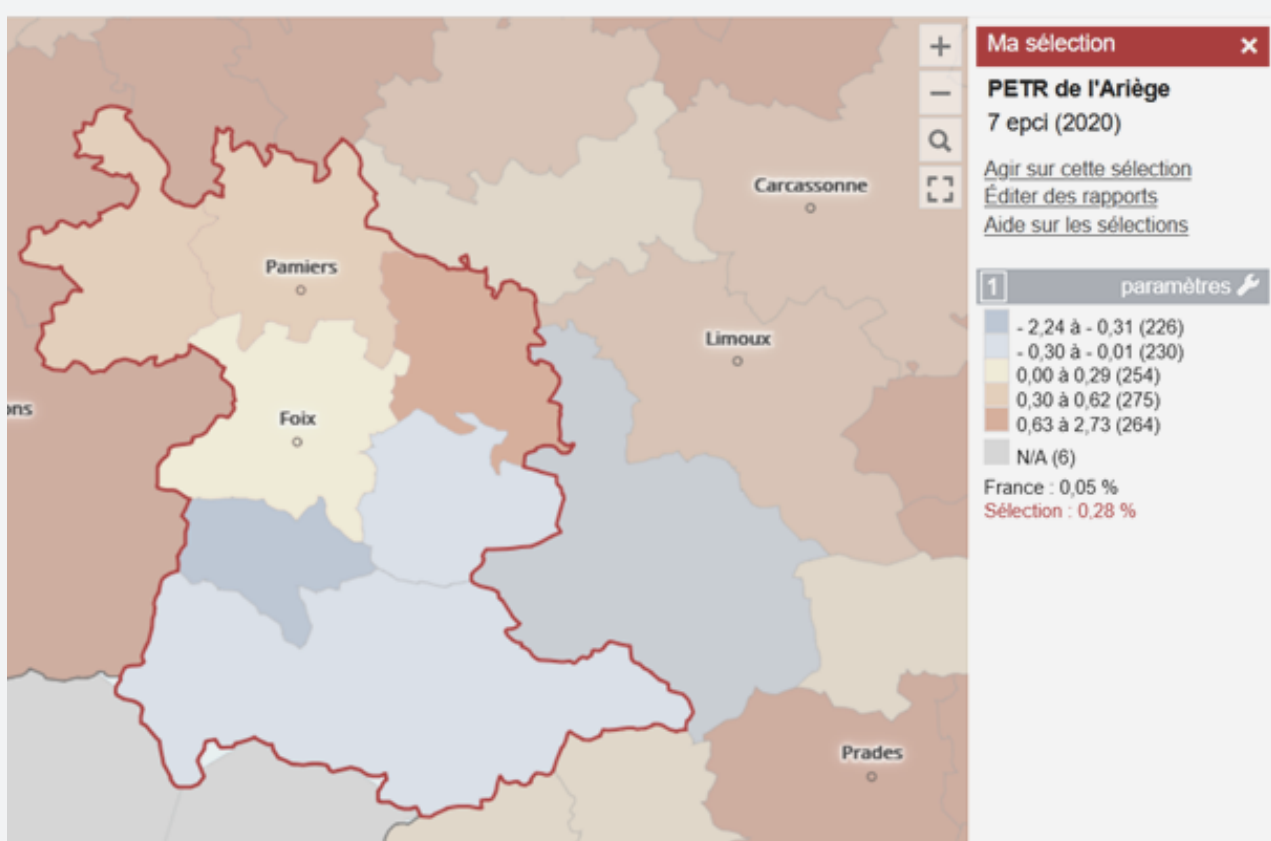 Ma sélection ×
PETR de l'Ariège
7 epci (2020)
Agir sur cette sélection
Éditer des rapports
Aide sur les sélections
1 paramètres
- 2,24 à - 0,31 (226)
- 0,30 à - 0,01 (230)
0,00 à 0,29 (254)
0,30 à 0,62 (275)
0,63 à 2,73 (264)
N/A (6)
France : 0,05 %
Sélection : 0,28 %
Carcassonne
Pamiers
Limoux
ons
Foix
Prades